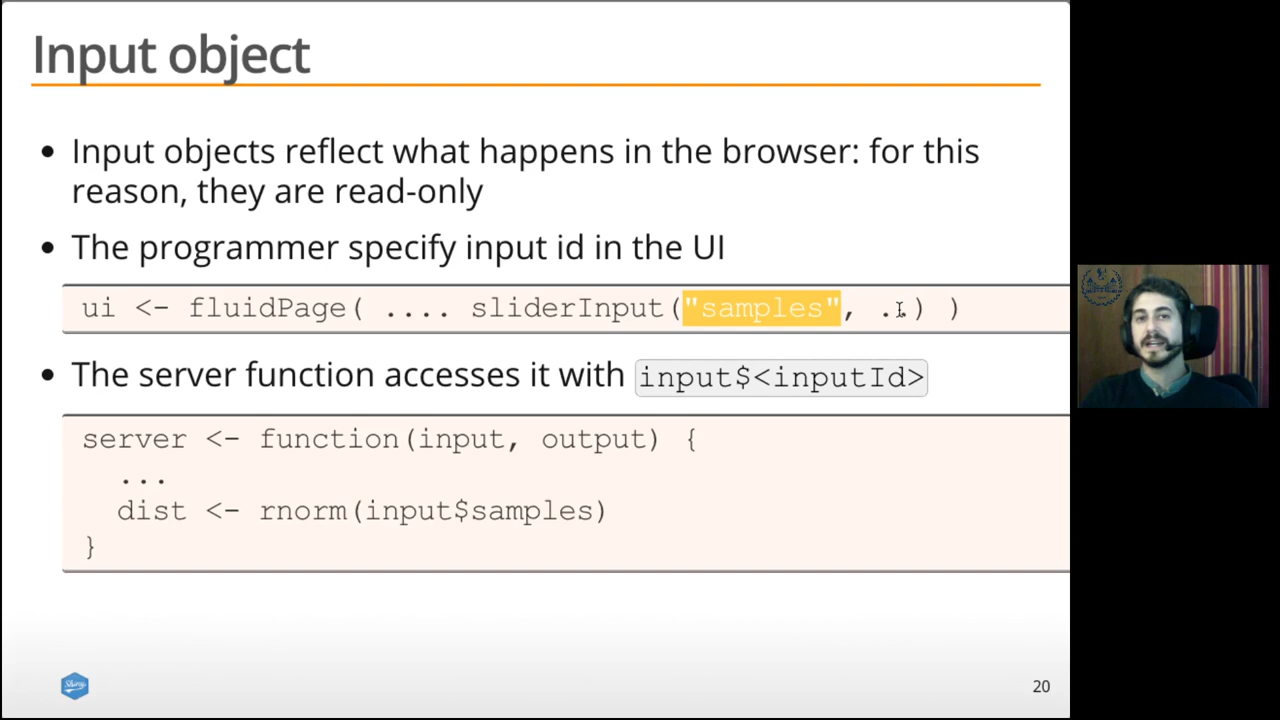 Input object
• Input objects reflect what happens in the browser: for this
reason, they are read-only
• The programmer specify input id in the UI
ui <- fluidPage( .... sliderInput("samples", ...) )
• The server function accesses it with input$<inputId>
server <- function(input, output) {
...
dist <- rnorm(input$samples)
}
Shiny
20